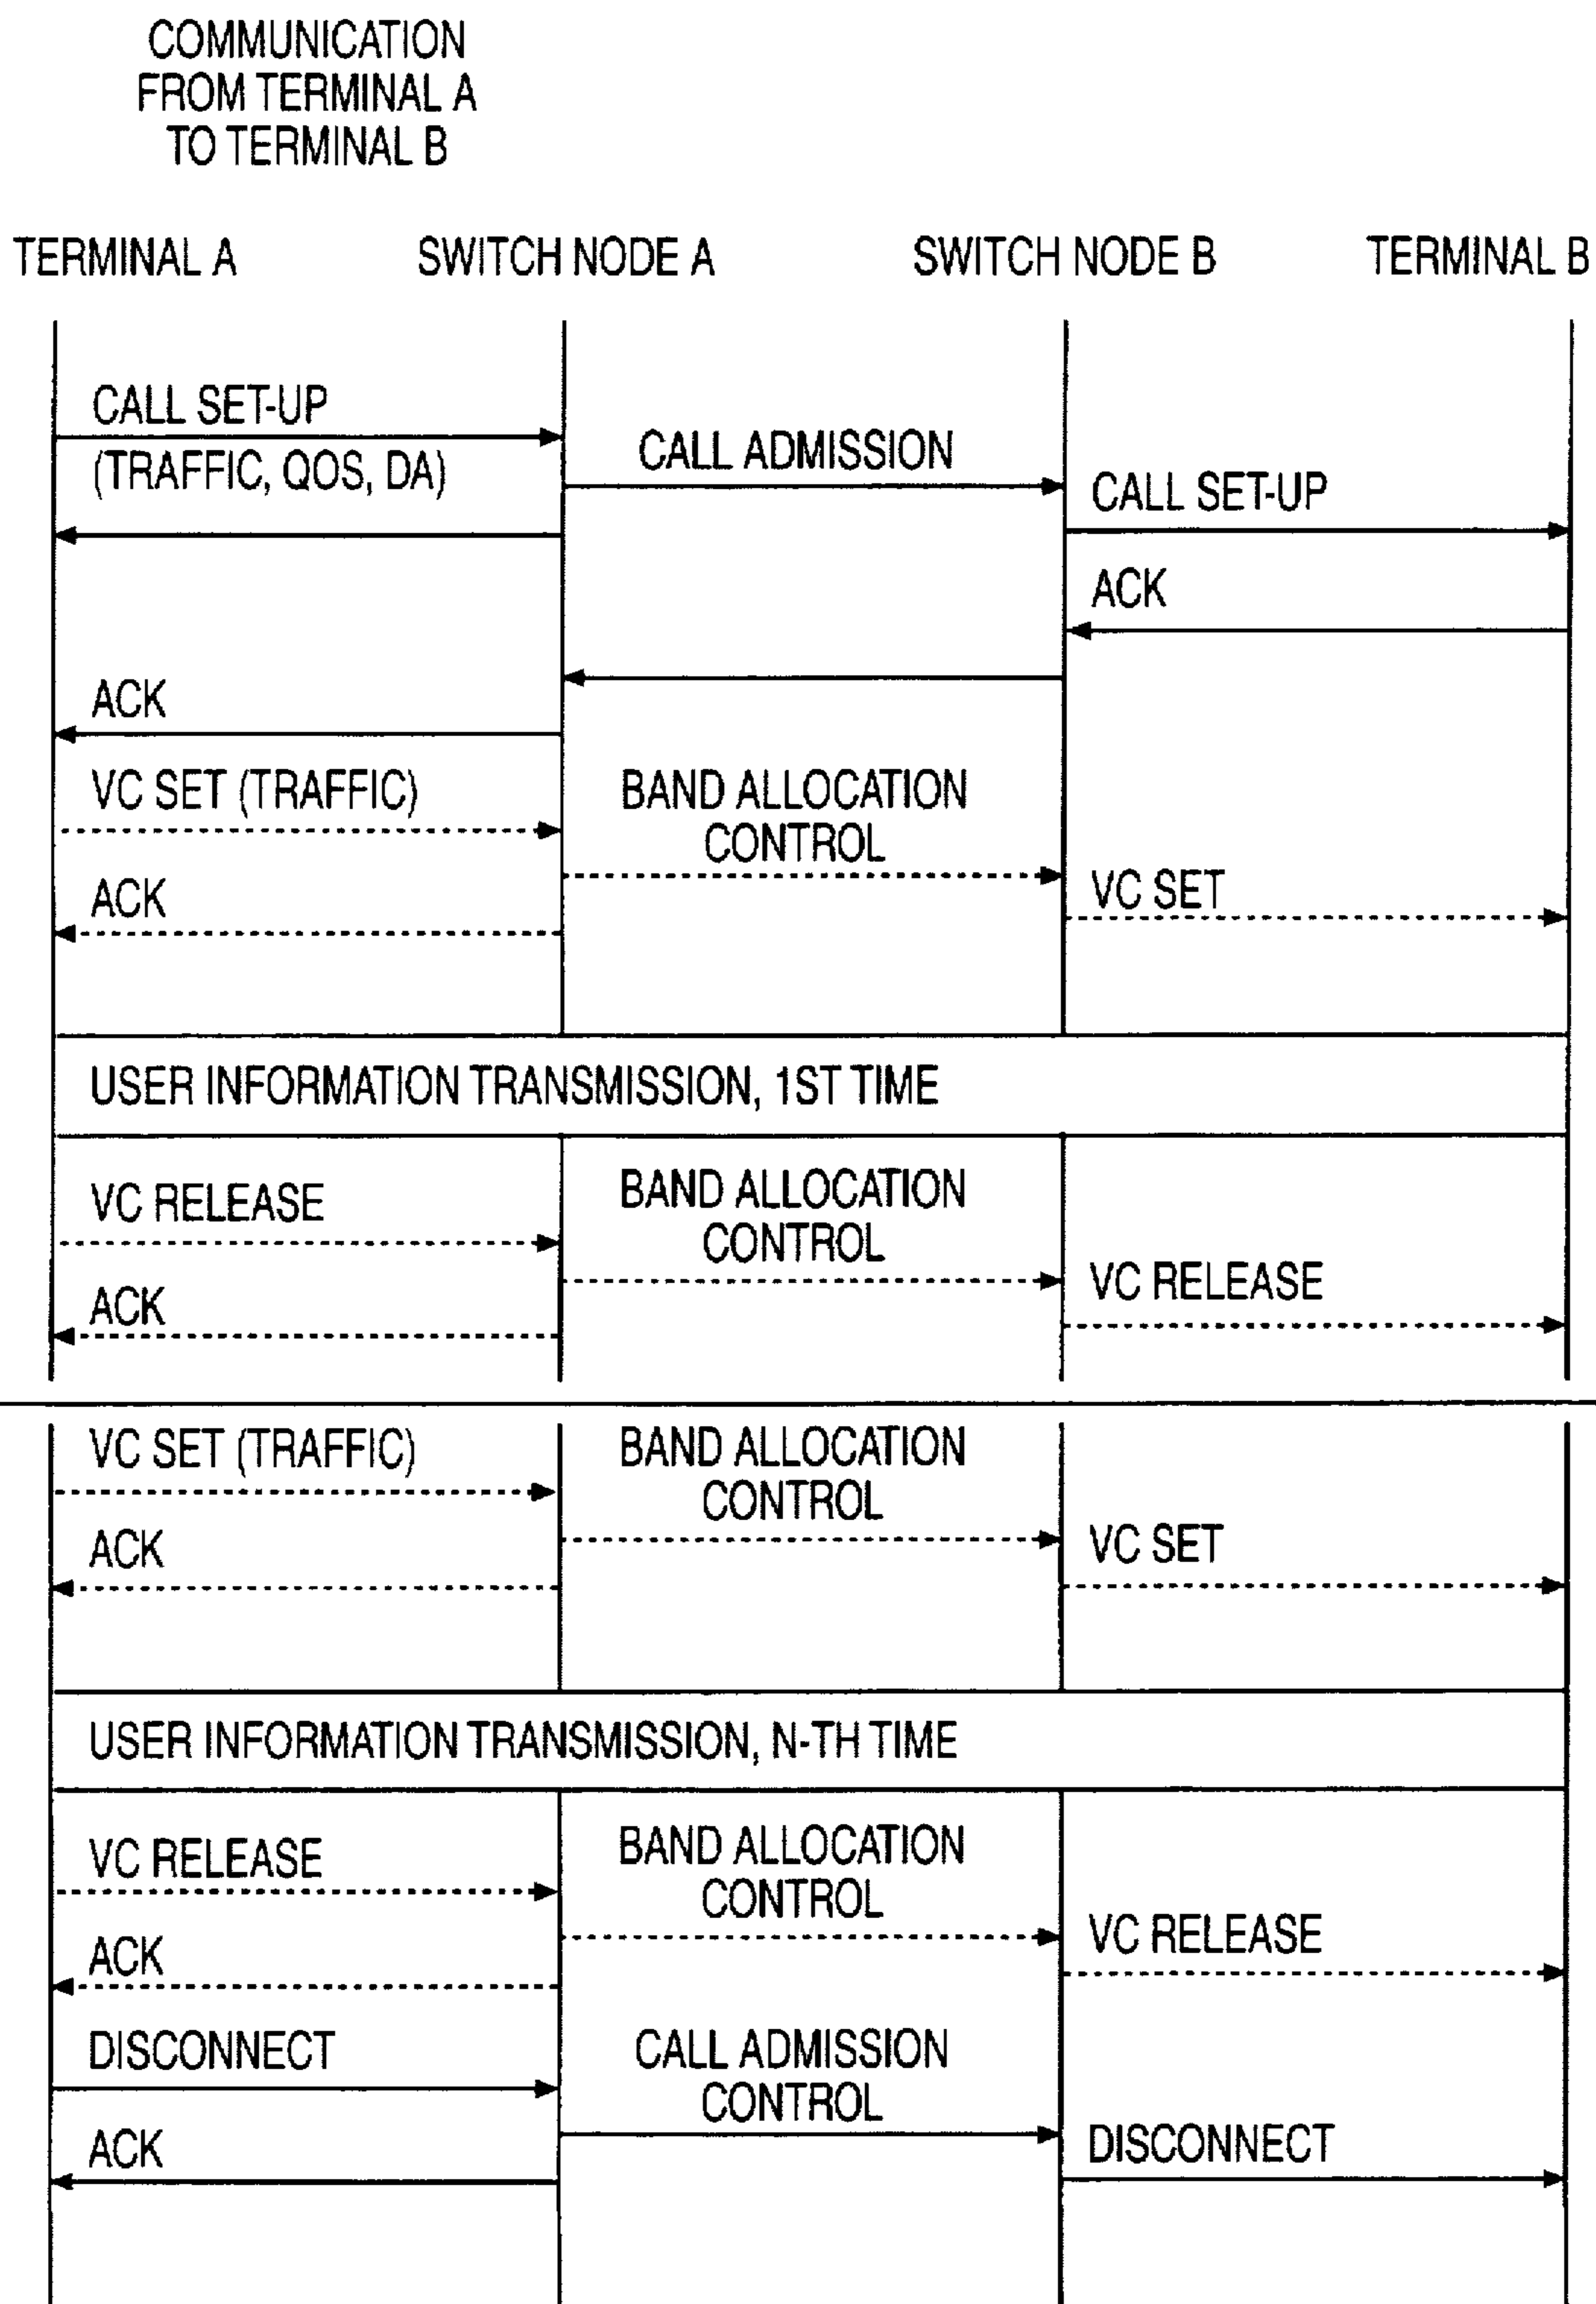 COMMUNICATION
FROM TERMINAL A
TO TERMINAL B
TERMINAL A
SWITCH NODE A
SWITCH NODE B
TERMINAL B
CALL SET-UP
(TRAFFIC, QOS, DA)
CALL ADMISSION
CALL SET-UP
ACK
ACK
VC SET (TRAFFIC)
BAND ALLOCATION
CONTROL
ACK
VC SET
USER INFORMATION TRANSMISSION, 1ST TIME
VC RELEASE
BAND ALLOCATION
CONTROL
ACK
VC RELEASE
VC SET (TRAFFIC)
BAND ALLOCATION
CONTROL
ACK
VC SET
USER INFORMATION TRANSMISSION, N-TH TIME
VC RELEASE
BAND ALLOCATION
CONTROL
ACK
VC RELEASE
DISCONNECT
CALL ADMISSION
CONTROL
ACK
DISCONNECT